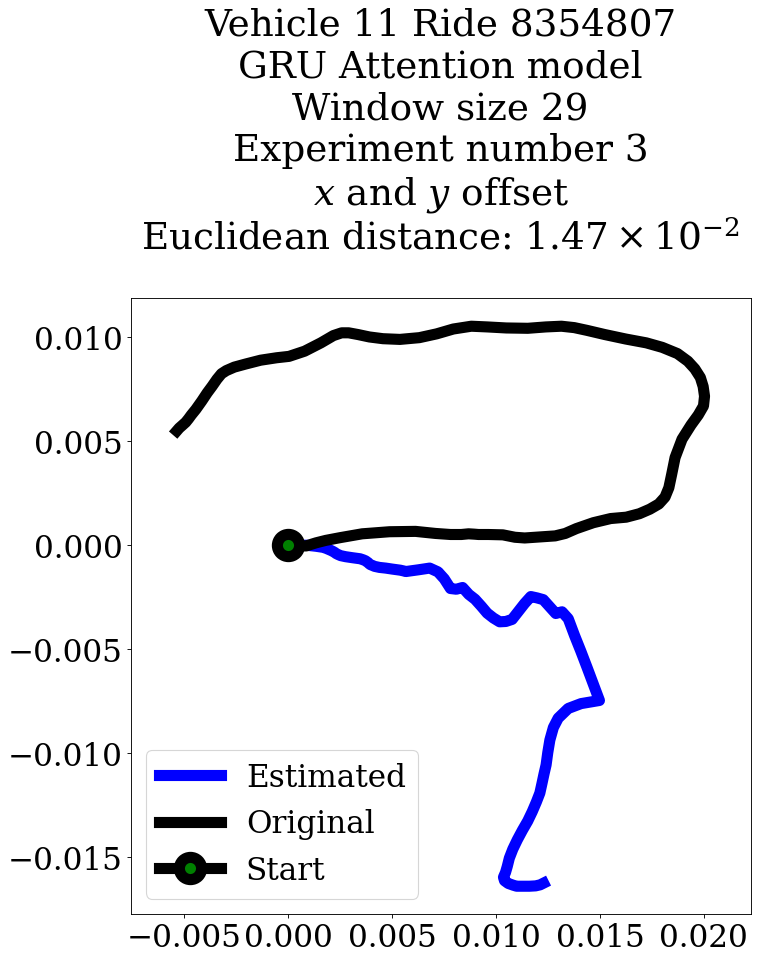 Vehicle 11 Ride 8354807
GRU Attention model
Window size 29
Experiment number 3
x and y offset
Euclidean distance: 1.47 × 10⁻²
0.010
0.005
0.000
−0.005
−0.010
−0.015
Estimated
Original
Start
−0.005 0.000 0.005 0.010 0.015 0.020